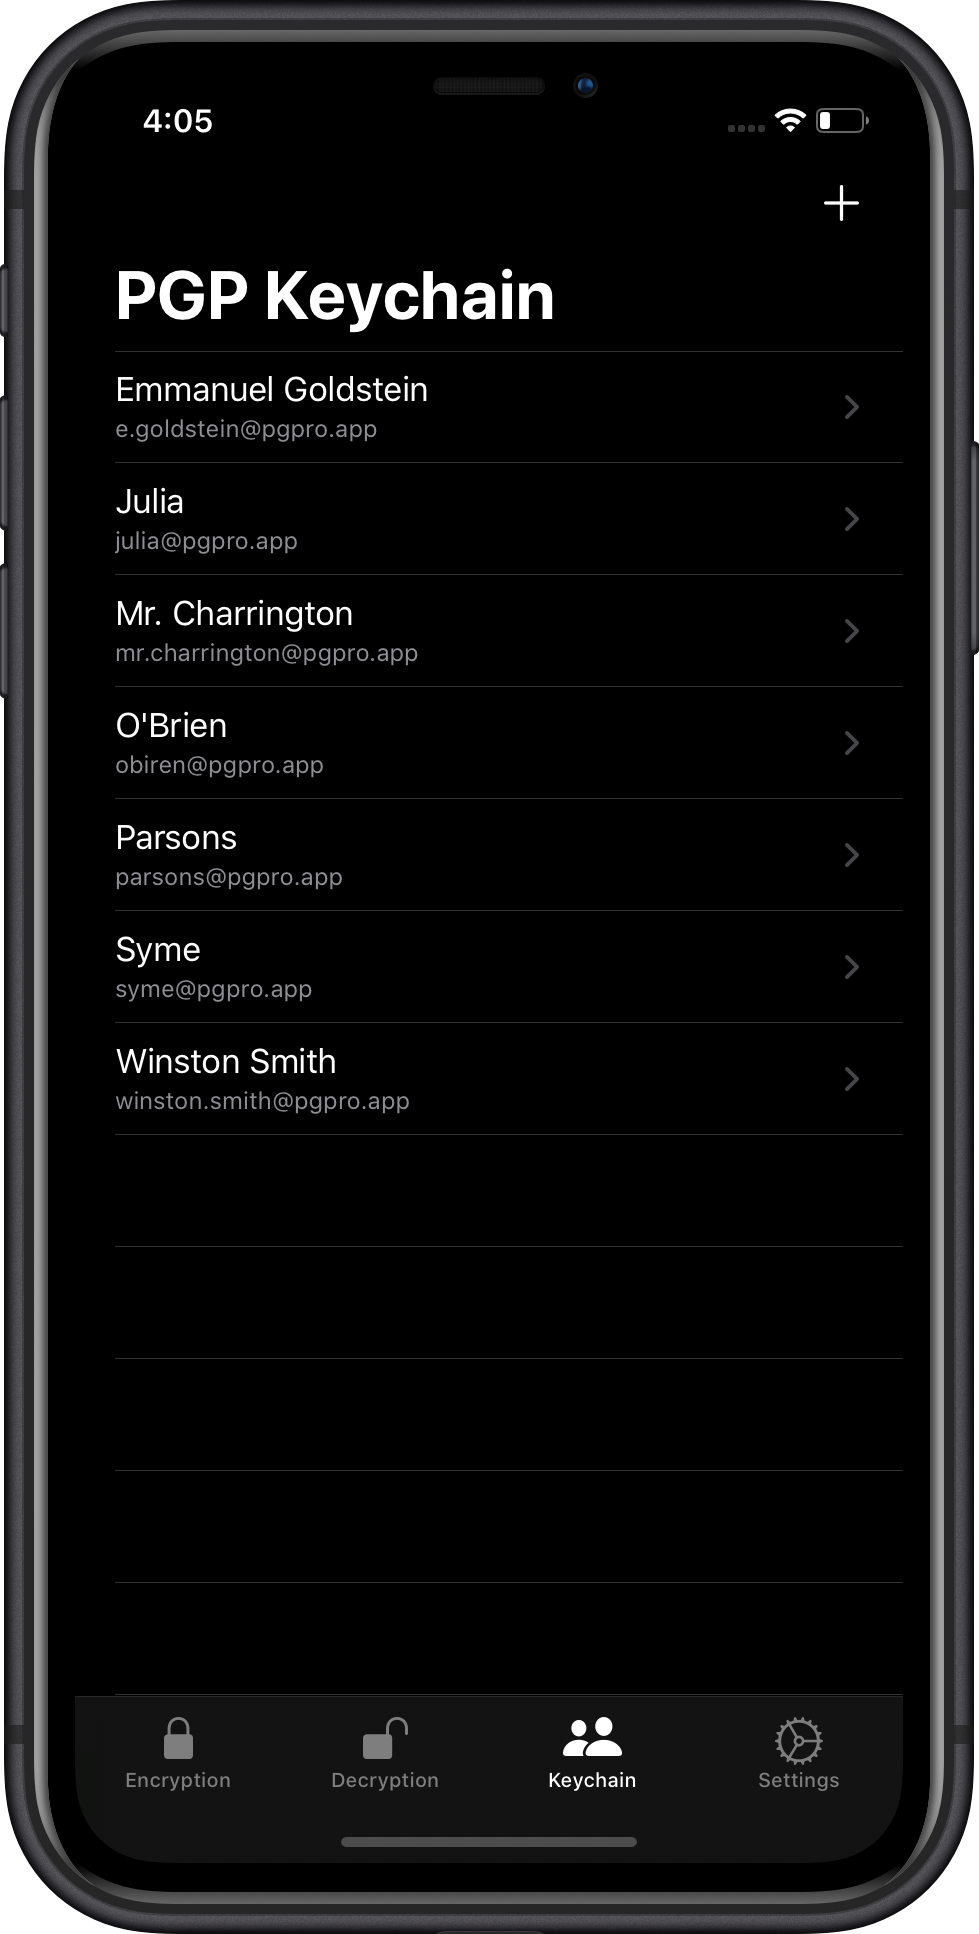 4:05
PGP Keychain
Emmanuel Goldstein
e.goldstein@pgpro.app
Julia
julia@pgpro.app
Mr. Charrington
mr.charrington@pgpro.app
O'Brien
obiren@pgpro.app
Parsons
parsons@pgpro.app
Syme
syme@pgpro.app
Winston Smith
winston.smith@pgpro.app
Encryption Decryption Keychain Settings